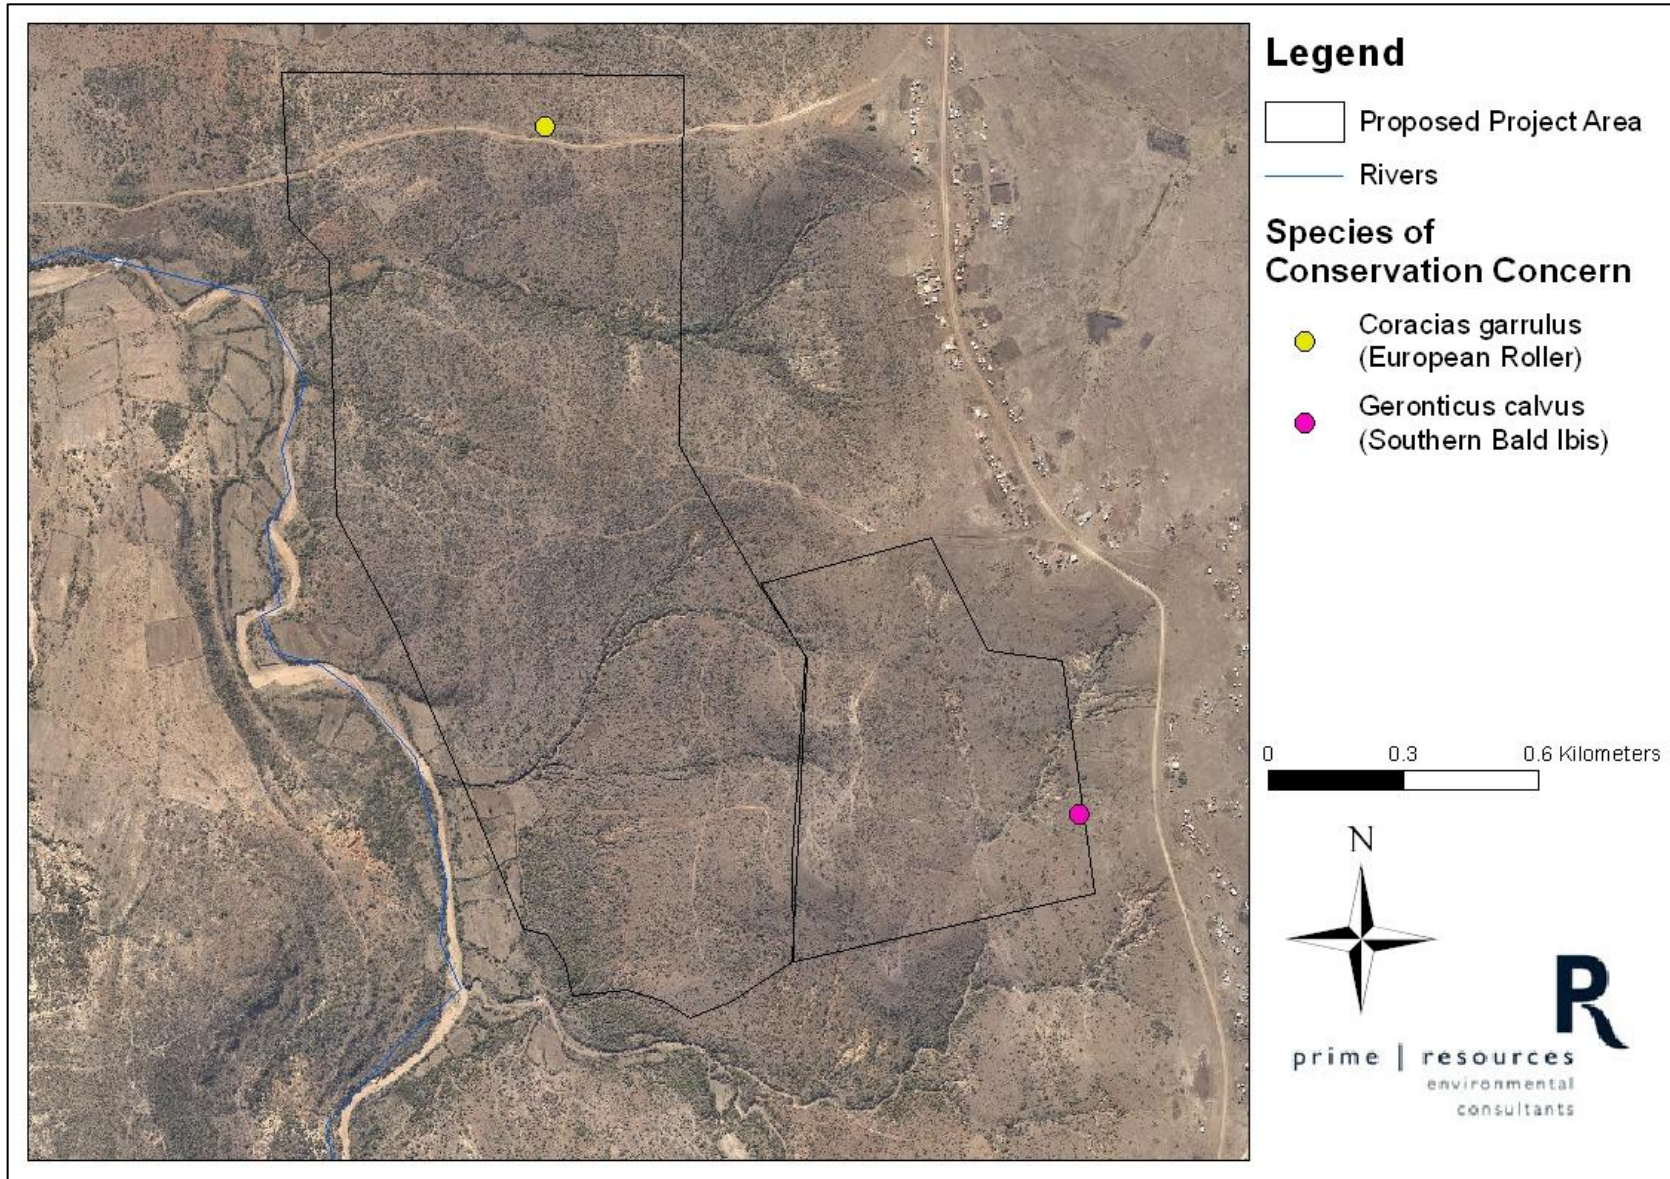 Legend
Proposed Project Area
Rivers
Species of
Conservation Concern
Coracias garrulus
(European Roller)
Geronticus calvus
(Southern Bald Ibis)
0 0.3 0.6 Kilometers
N
R
prime | resources
environmental
consultants